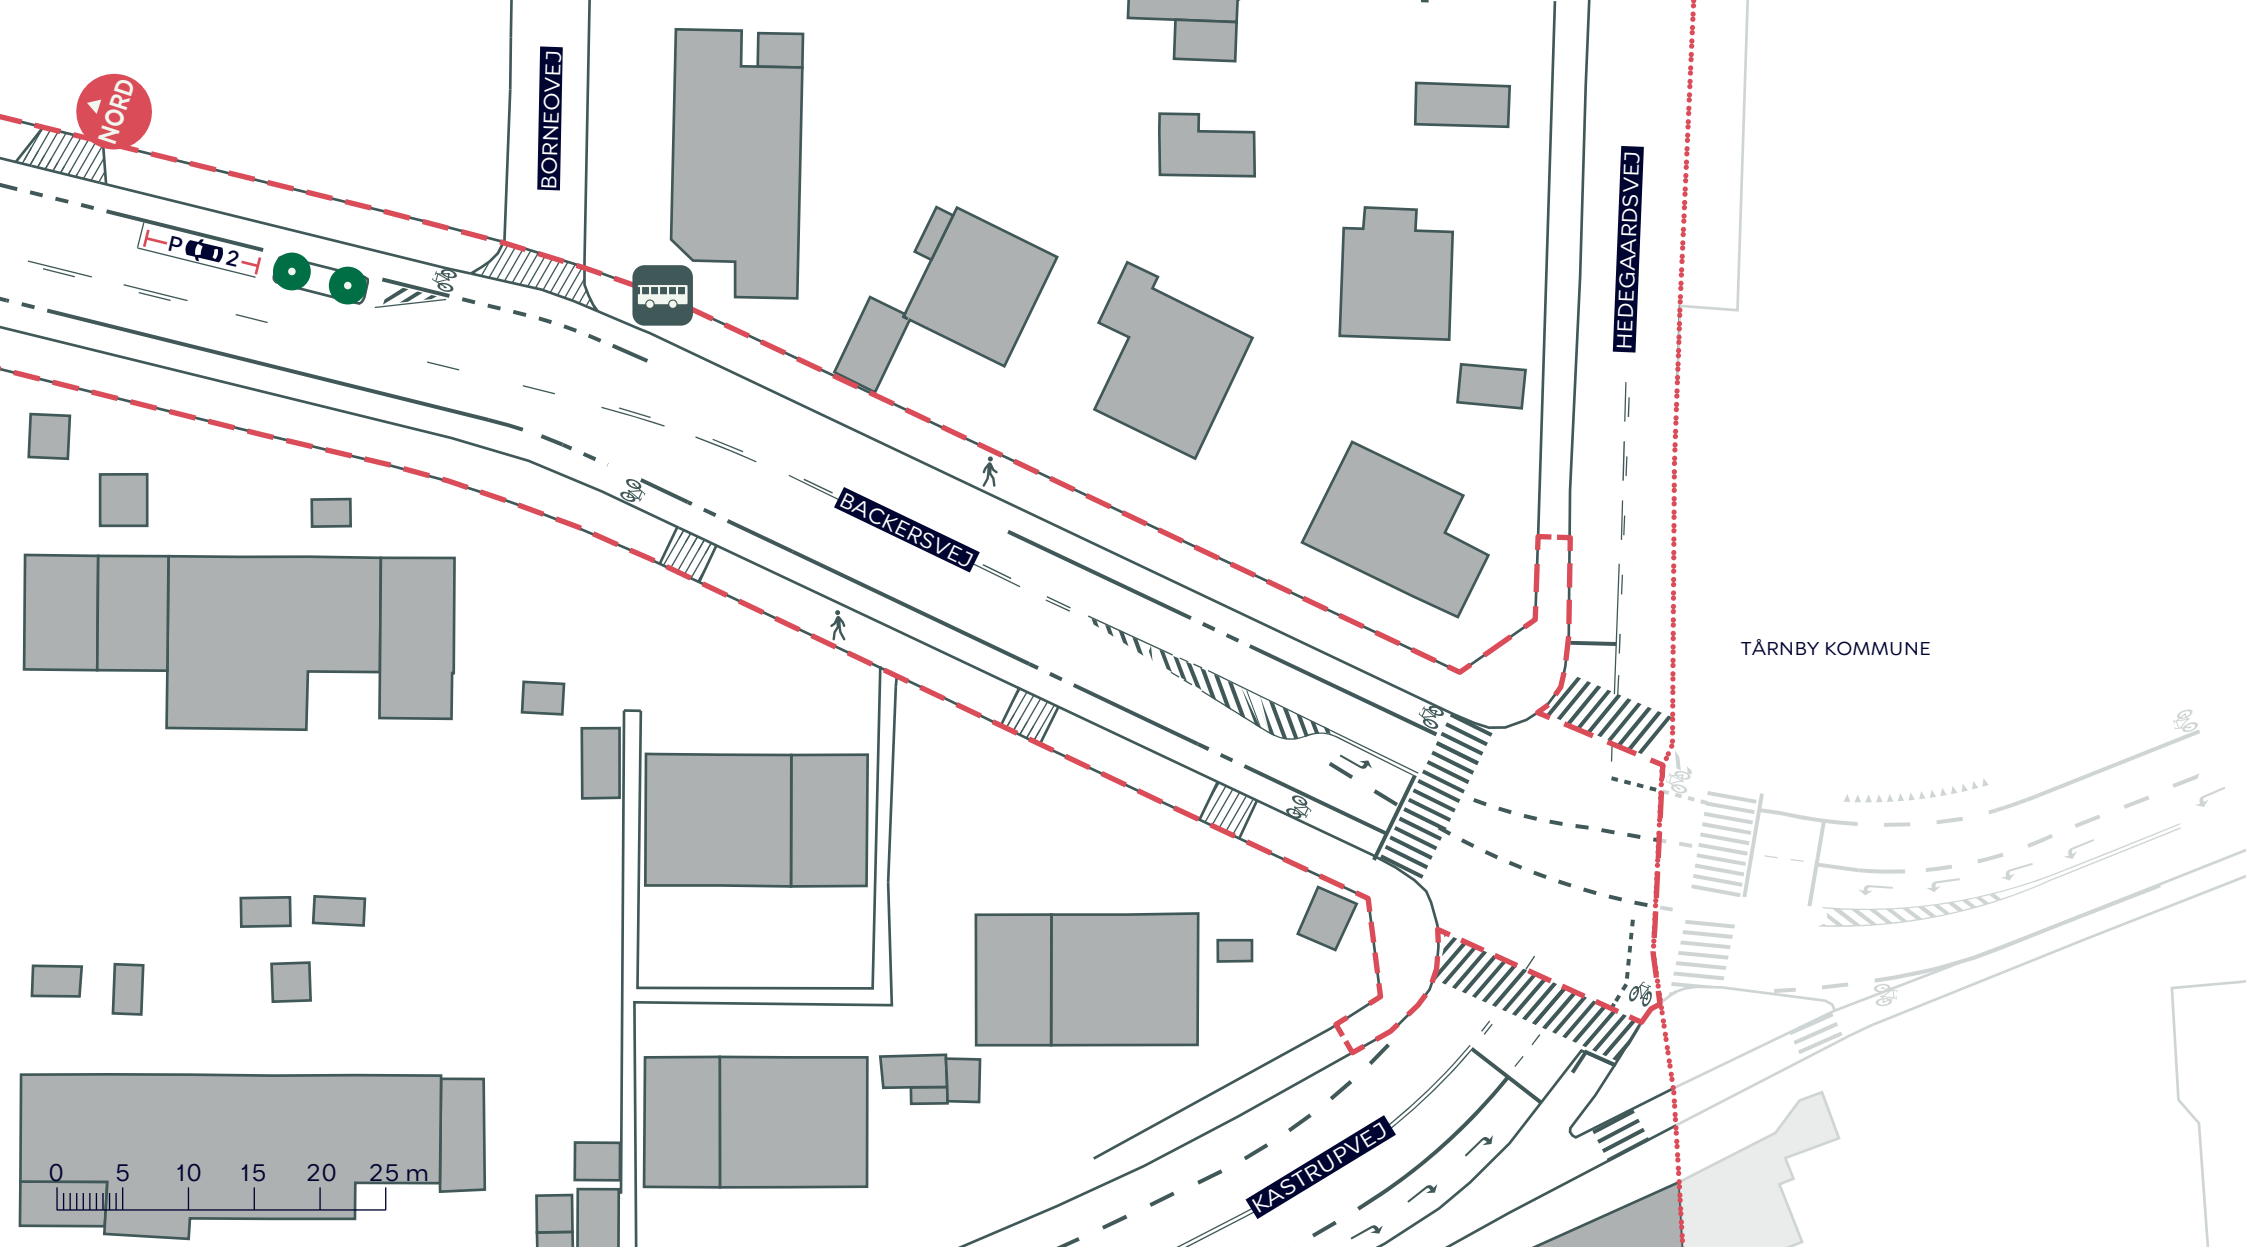 NORD
BORNEOVEJ
HEDEGAARDSVEJ
P 2
BACKERSVEJ
TÅRNBY KOMMUNE
KASTRUPVEJ
0 5 10 15 20 25 m